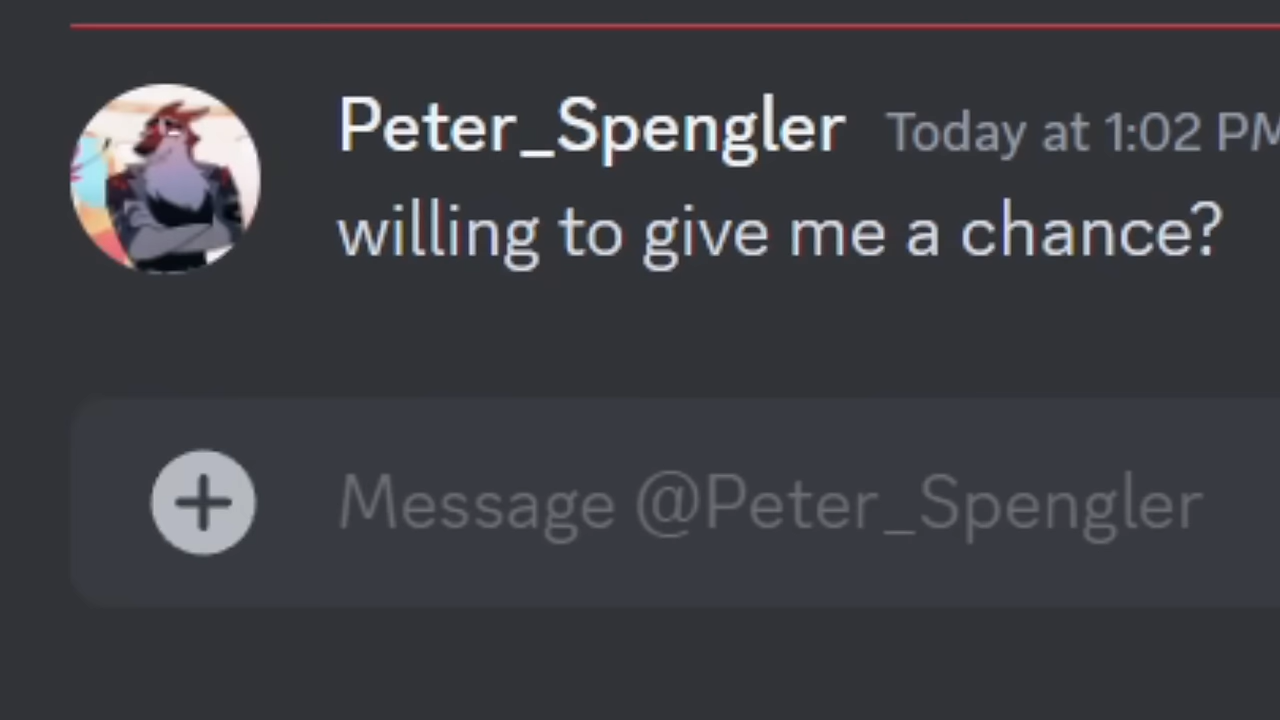 Peter_Spengler Today at 1:02 PM
willing to give me a chance?
Message @Peter_Spengler